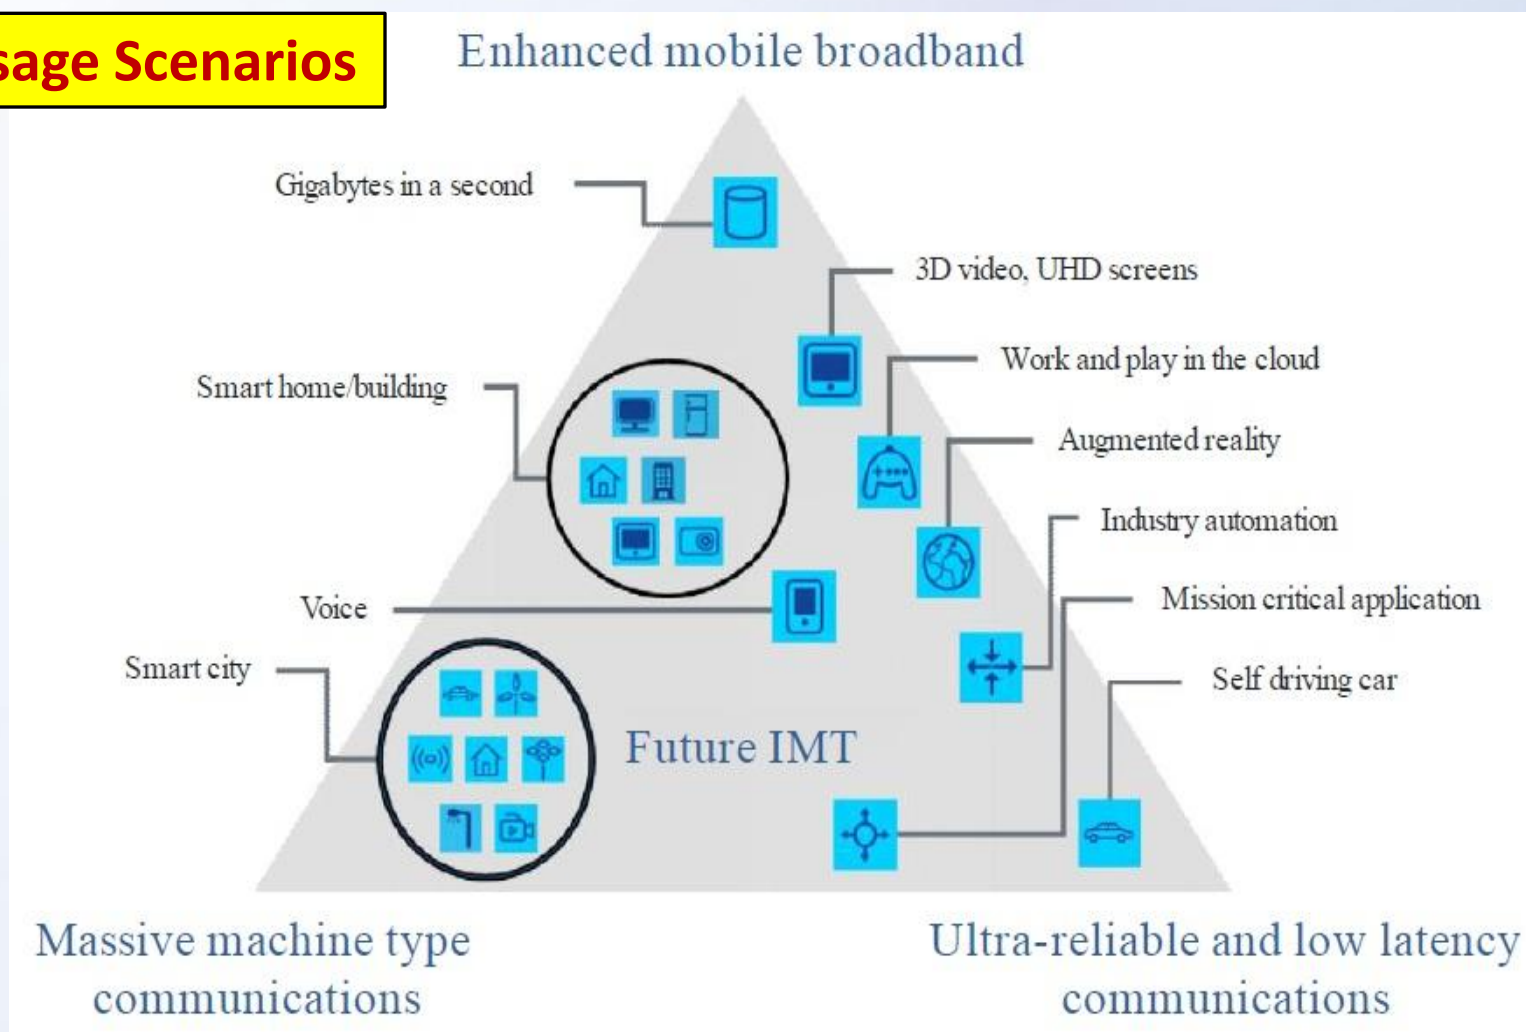 sage Scenarios
Enhanced mobile broadband
Gigabytes in a second
3D video, UHD screens
Work and play in the cloud
Smart home/building
Augmented reality
Industry automation
Voice
Mission critical application
Smart city
Self driving car
Future IMT
Massive machine type
communications
Ultra-reliable and low latency
communications